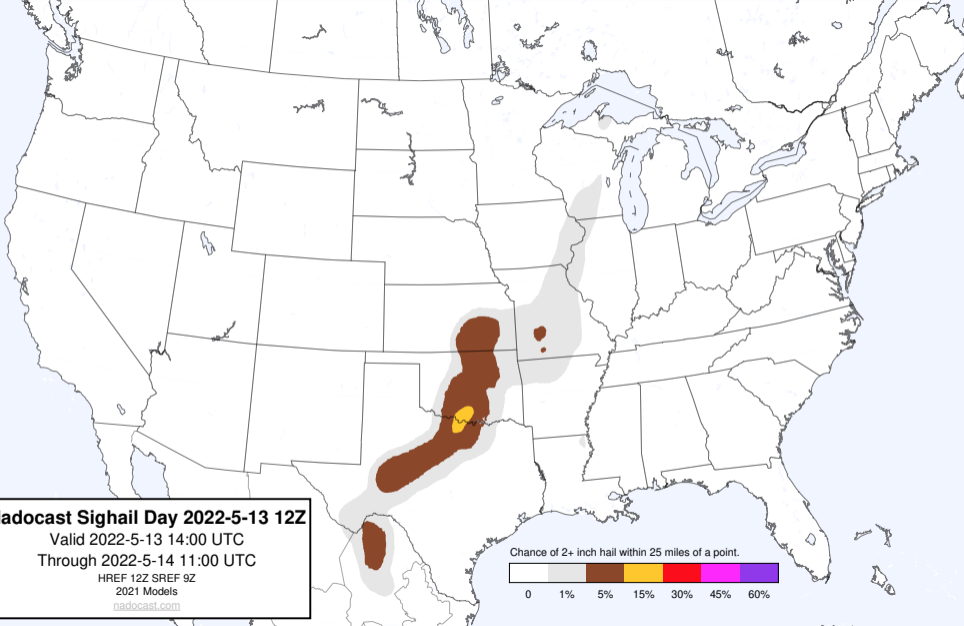 adocast Sighail Day 2022-5-13 12Z
Valid 2022-5-13 14:00 UTC
Through 2022-5-14 11:00 UTC
HREF 12Z SREF 9Z
2021 Models
nadocast.com
Chance of 2+ inch hail within 25 miles of a point.
0 1% 5% 15% 30% 45% 60%